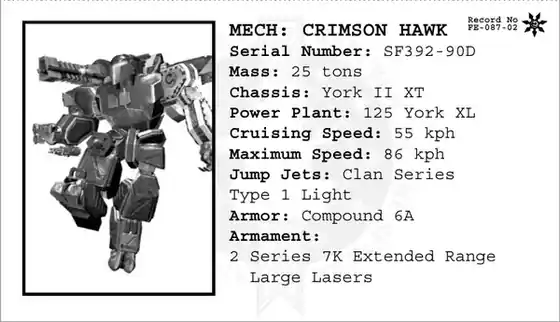 MECH: CRIMSON HAWK
Record No
FE-087-02
Serial Number: SF392-90D
Mass: 25 tons
Chassis: York II XT
Power Plant: 125 York XL
Cruising Speed: 55 kph
Maximum Speed: 86 kph
Jump Jets: Clan Series
Type 1 Light
Armor: Compound 6A
Armament:
2 Series 7K Extended Range
Large Lasers